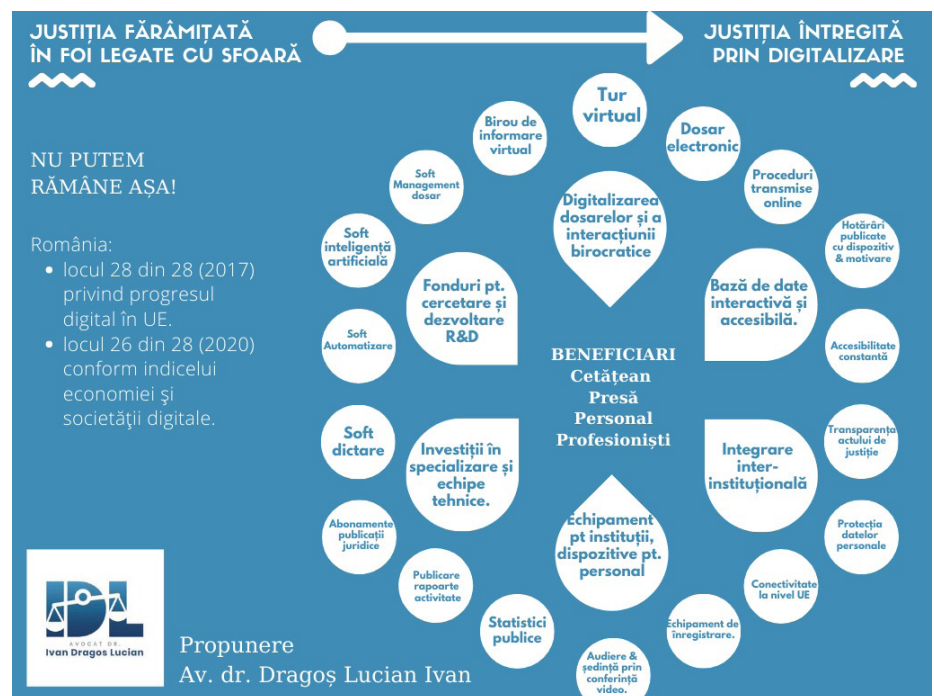 JUSTIȚIA FĂRÂMIȚATĂ
ÎN FOI LEGATE CU SFOARĂ
JUSTIȚIA ÎNTREGITĂ
PRIN DIGITALIZARE
NU PUTEM
RĂMÂNE AȘA!
România:
locul 28 din 28 (2017)
privind progresul
digital în UE.
locul 26 din 28 (2020)
conform indicelui
economiei şi
societăţii digitale.
Tur
virtual
Dosar
electronic
Proceduri
transmise
online
Hotărâri
publicate
cu dispozitiv
& motivare
Accesibilitate
constantă
Transparența
actului de
justiție
Protecția
datelor
personale
Conectivitate
la nivel UE
Echipament de
înregistrare.
Audiere &
ședință prin
conferință
video.
Statistici
publice
Publicare
rapoarte
activitate
Abonamente
publicații
juridice
Soft
dictare
Soft
Automatizare
Soft
inteligență
artificială
Soft
Management
dosar
Birou de
informare
virtual
Digitalizarea
dosarelor și a
interacțiunii
birocratice
Bază de date
interactivă și
accesibilă.
Integrare
inter-
instituțională
Echipament
pt instituții,
dispozitive pt.
personal
Investiții în
specializare și
echipe
tehnice.
Fonduri pt.
cercetare și
dezvoltare
R&D
BENEFICIARI
Cetățean
Presă
Personal
Profesioniști
IDL
AVOCAT DR.
Ivan Dragos Lucian
Propunere
Av. dr. Dragoș Lucian Ivan